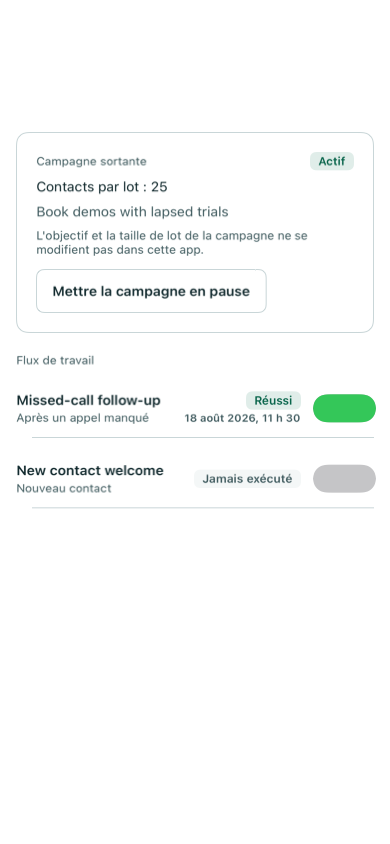 Campagne sortante
Actif
Contacts par lot : 25
Book demos with lapsed trials
L'objectif et la taille de lot de la campagne ne se
modifient pas dans cette app.
Mettre la campagne en pause
Flux de travail
Missed-call follow-up
Réussi
Après un appel manqué
18 août 2026, 11 h 30
New contact welcome
Jamais exécuté
Nouveau contact